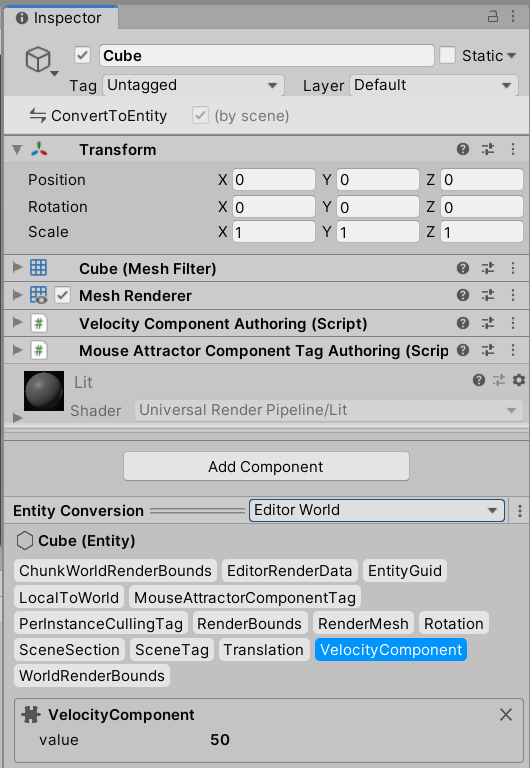 Inspector
Cube Static
Tag Untagged Layer Default
ConvertToEntity (by scene)
Transform
Position X 0 Y 0 Z 0
Rotation X 0 Y 0 Z 0
Scale X 1 Y 1 Z 1
Cube (Mesh Filter)
Mesh Renderer
# Velocity Component Authoring (Script)
# Mouse Attractor Component Tag Authoring (Scrip
Lit
Shader Universal Render Pipeline/Lit
Add Component
Entity Conversion Editor World
Cube (Entity)
ChunkWorldRenderBounds EditorRenderData EntityGuid
LocalToWorld MouseAttractorComponentTag
PerInstanceCullingTag RenderBounds RenderMesh Rotation
SceneSection SceneTag Translation VelocityComponent
WorldRenderBounds
VelocityComponent
value 50